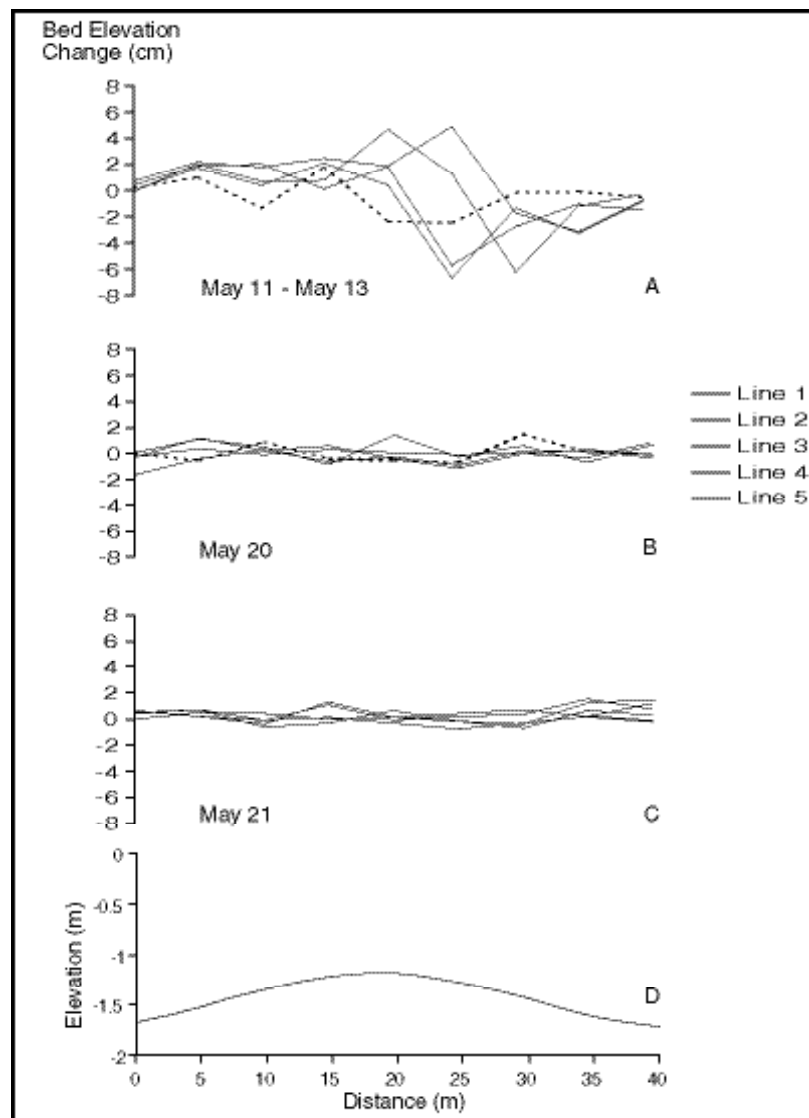 Bed Elevation
Change (cm)
8
6
4
2
0
-2
-4
-6
-8
May 11 - May 13
A
8
6
4
2
0
-2
-4
-6
-8
May 20
B
Line 1
Line 2
Line 3
Line 4
Line 5
8
6
4
2
0
-2
-4
-6
-8
May 21
C
Elevation (m)
0
-0.5
-1
-1.5
-2
D
0 5 10 15 20 25 30 35 40
Distance (m)